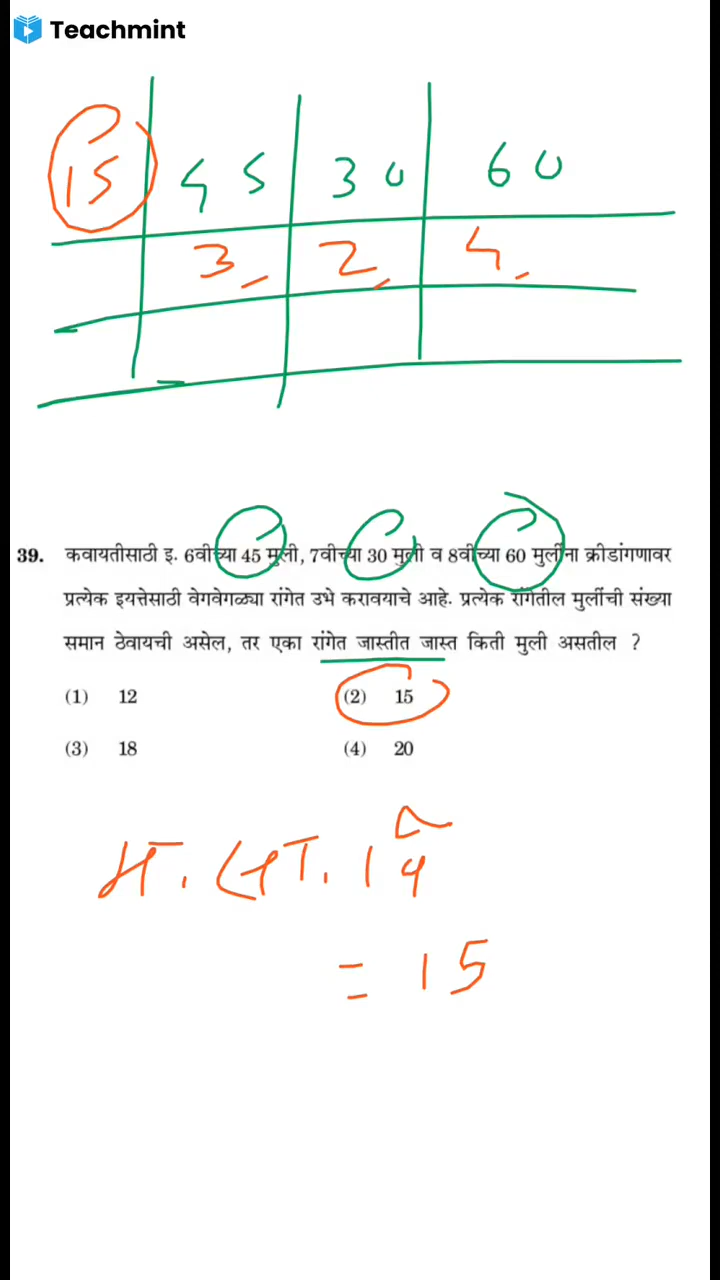 Teachmint
15 45 30 60
3 2 4
39. कवायतीसाठी इ. 6वीच्या 45 मुली, 7वीच्या 30 मुली व 8वीच्या 60 मुलींना क्रीडांगणावर
प्रत्येक इयत्तेसाठी वेगवेगळ्या रांगेत उभे करावयाचे आहे. प्रत्येक रांगेतील मुलींची संख्या
समान ठेवायची असेल, तर एका रांगेत जास्तीत जास्त किती मुली असतील ?
(1) 12 (2) 15
(3) 18 (4) 20
= 15